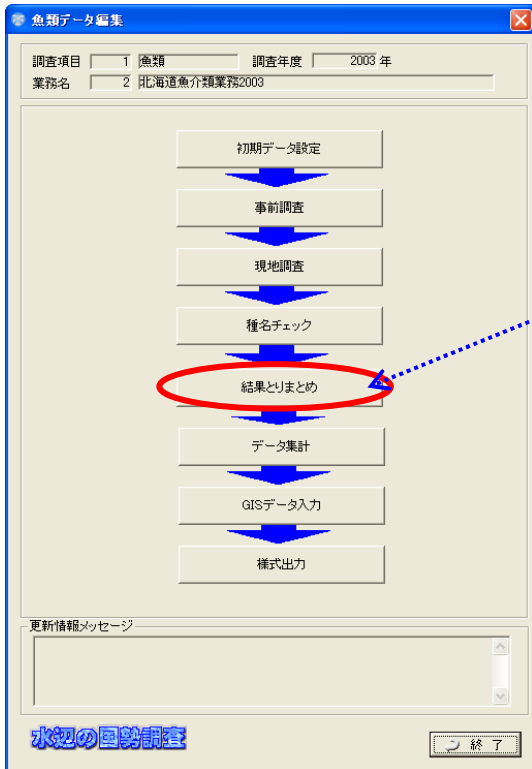 魚類データ編集
調査項目 1 魚類 調査年度 2003 年
業務名 2 北海道魚介類業務2003
初期データ設定
事前調査
現地調査
種名チェック
結果とりまとめ
データ集計
GISデータ入力
様式出力
更新情報メッセージ
水辺の国勢調査
終 了